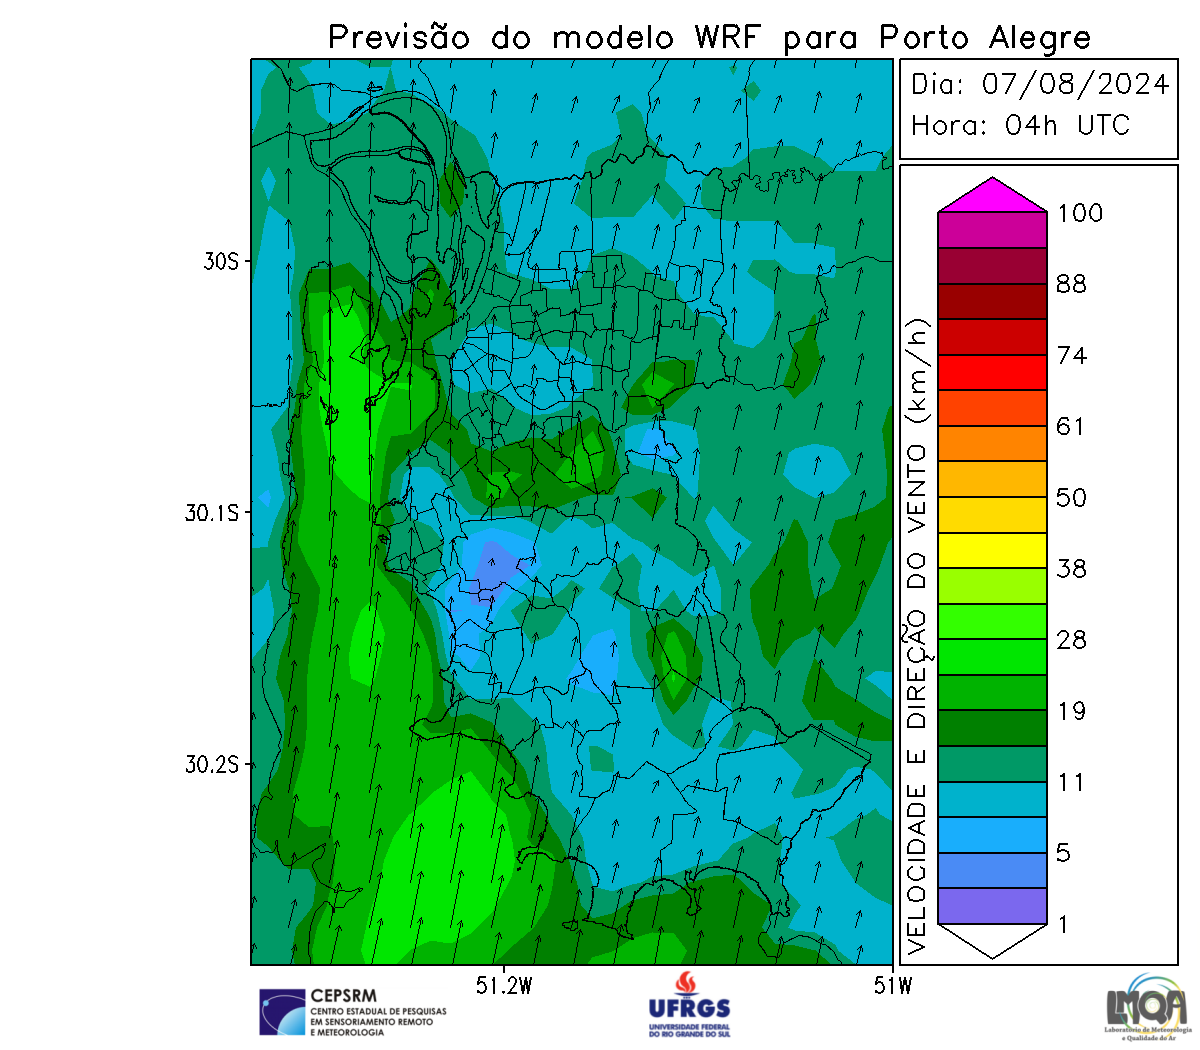 Previsão do modelo WRF para Porto Alegre
Dia: 07/08/2024
Hora: 04h UTC
30S
30.1S
30.2S
51.2W
51W
VELOCIDADE E DIREÇÃO DO VENTO (km/h)
100
88
74
61
50
38
28
19
11
5
1
CEPSRM
CENTRO ESTADUAL DE PESQUISAS
EM SENSORIAMENTO REMOTO
E METEOROLOGIA
UFRGS
UNIVERSIDADE FEDERAL
DO RIO GRANDE DO SUL
LMQA
Laboratório de Meteorologia
e Qualidade do Ar